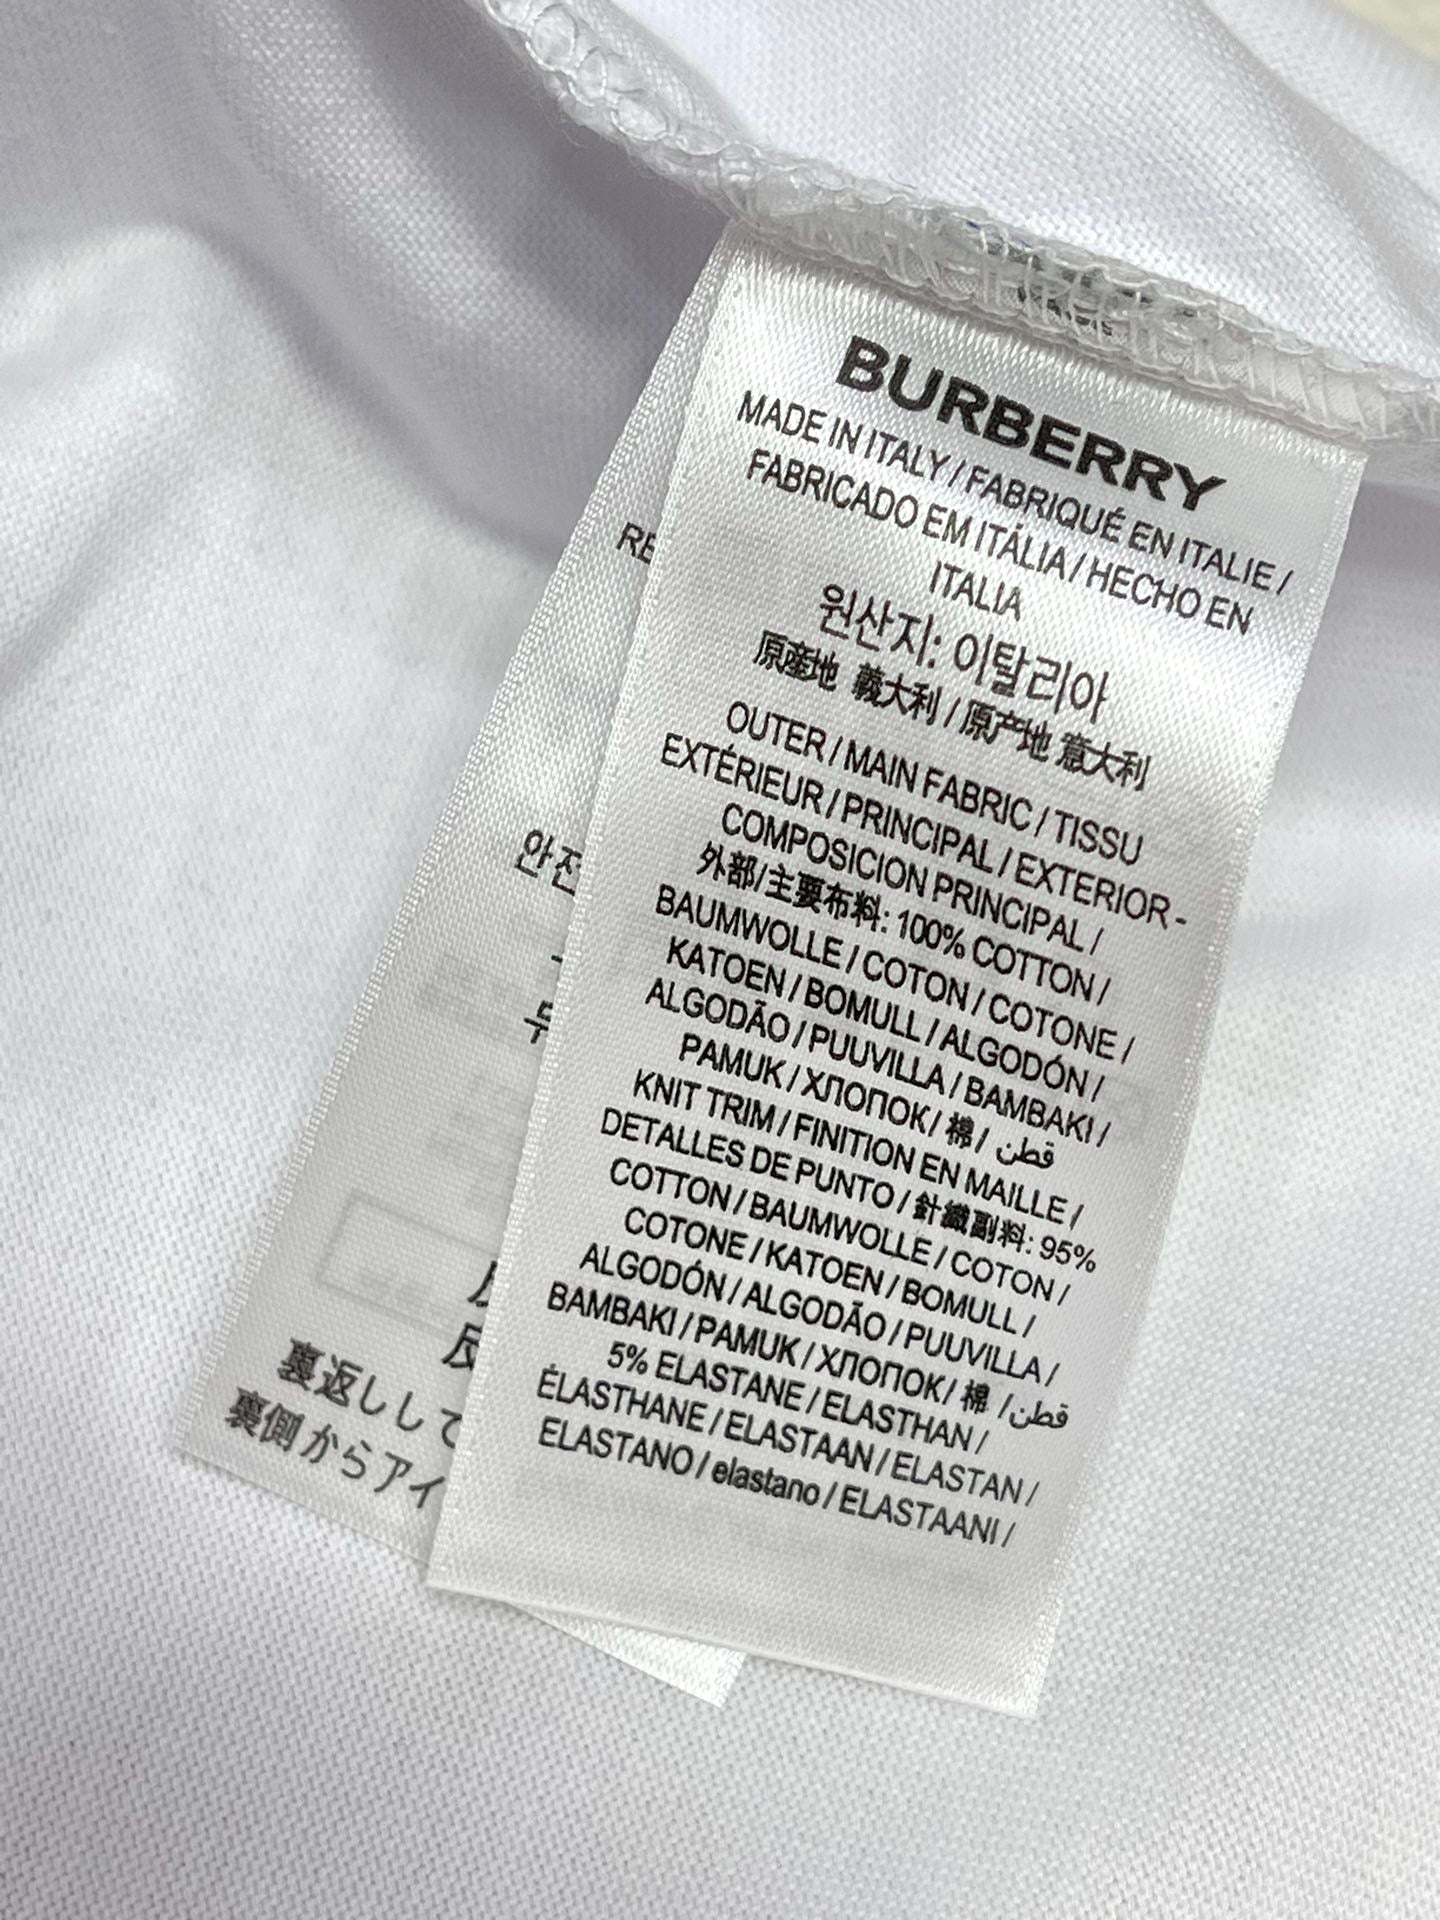 BURBERRY
MADE IN ITALY / FABRIQUÉ EN ITALIE /
FABRICADO EM ITÁLIA / HECHO EN
ITALIA
원산지: 이탈리아
原産地 義大利 / 原产地 意大利
OUTER / MAIN FABRIC / TISSU
EXTÉRIEUR / PRINCIPAL / EXTERIOR -
COMPOSICION PRINCIPAL /
外部/主要布料: 100% COTTON /
BAUMWOLLE / COTON / COTONE /
KATOEN / BOMULL / ALGODÓN /
ALGODÃO / PUUVILLA / BAMBAKI /
PAMUK / ХЛОПОК / 棉 / قطن
KNIT TRIM / FINITION EN MAILLE /
DETALLES DE PUNTO / 針織副料: 95%
COTTON / BAUMWOLLE / COTON /
COTONE / KATOEN / BOMULL /
ALGODÓN / ALGODÃO / PUUVILLA /
BAMBAKI / PAMUK / ХЛОПОК / 棉 / قطن
5% ELASTANE / ELASTHAN /
ÉLASTHANE / ELASTAAN / ELASTAN /
ELASTANO / elastano / ELASTAANI /
RE
안전
反
裏返しして
裏側からアイ